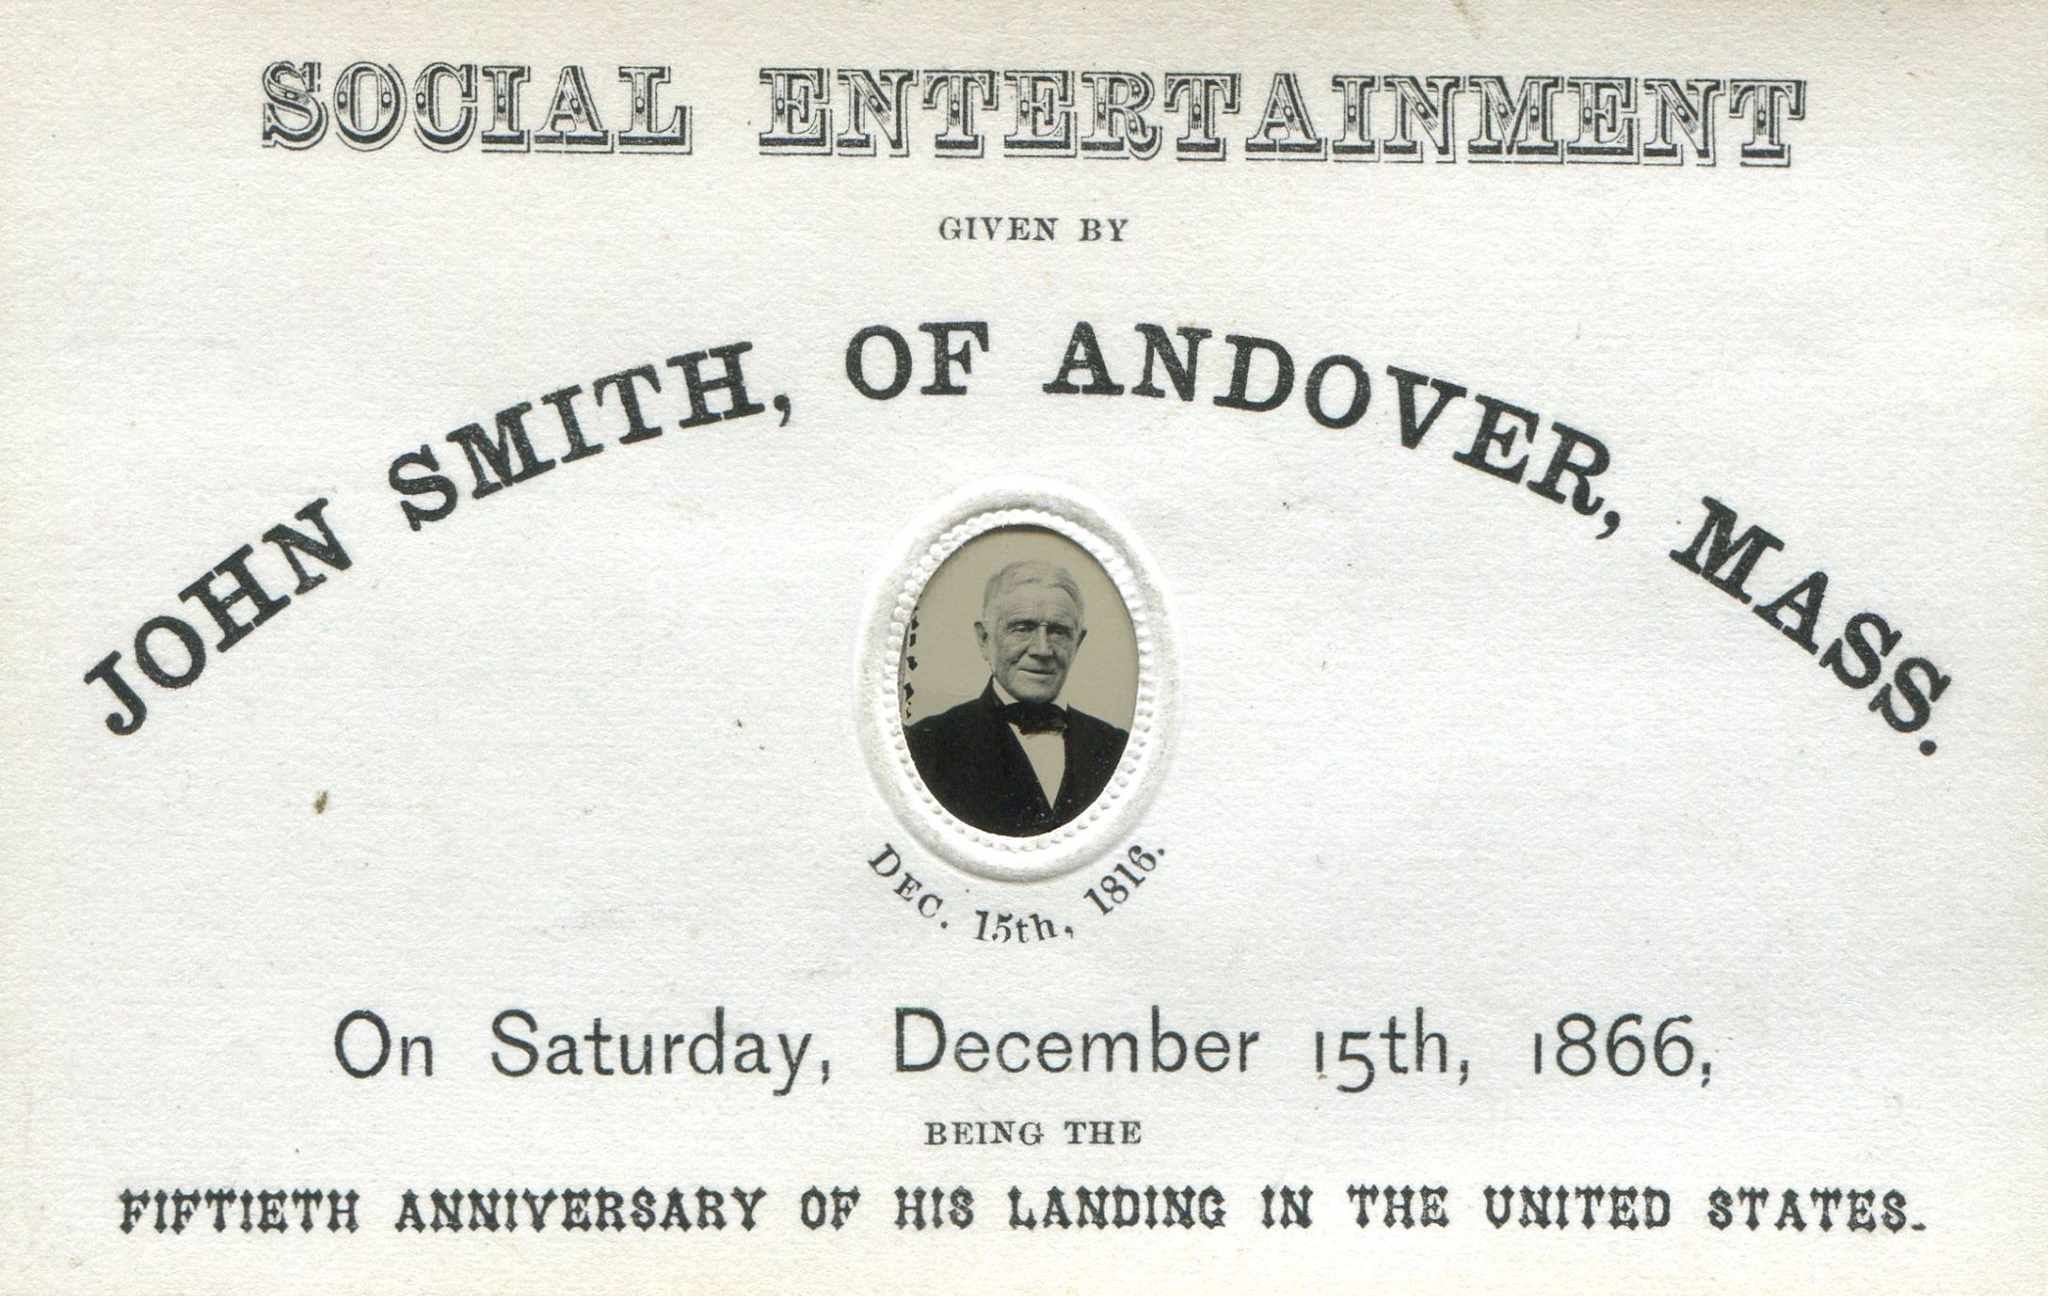 SOCIAL ENTERTAINMENT
GIVEN BY
JOHN SMITH, OF ANDOVER, MASS.
DEC. 15th, 1816.
On Saturday, December 15th, 1866,
BEING THE
FIFTIETH ANNIVERSARY OF HIS LANDING IN THE UNITED STATES.